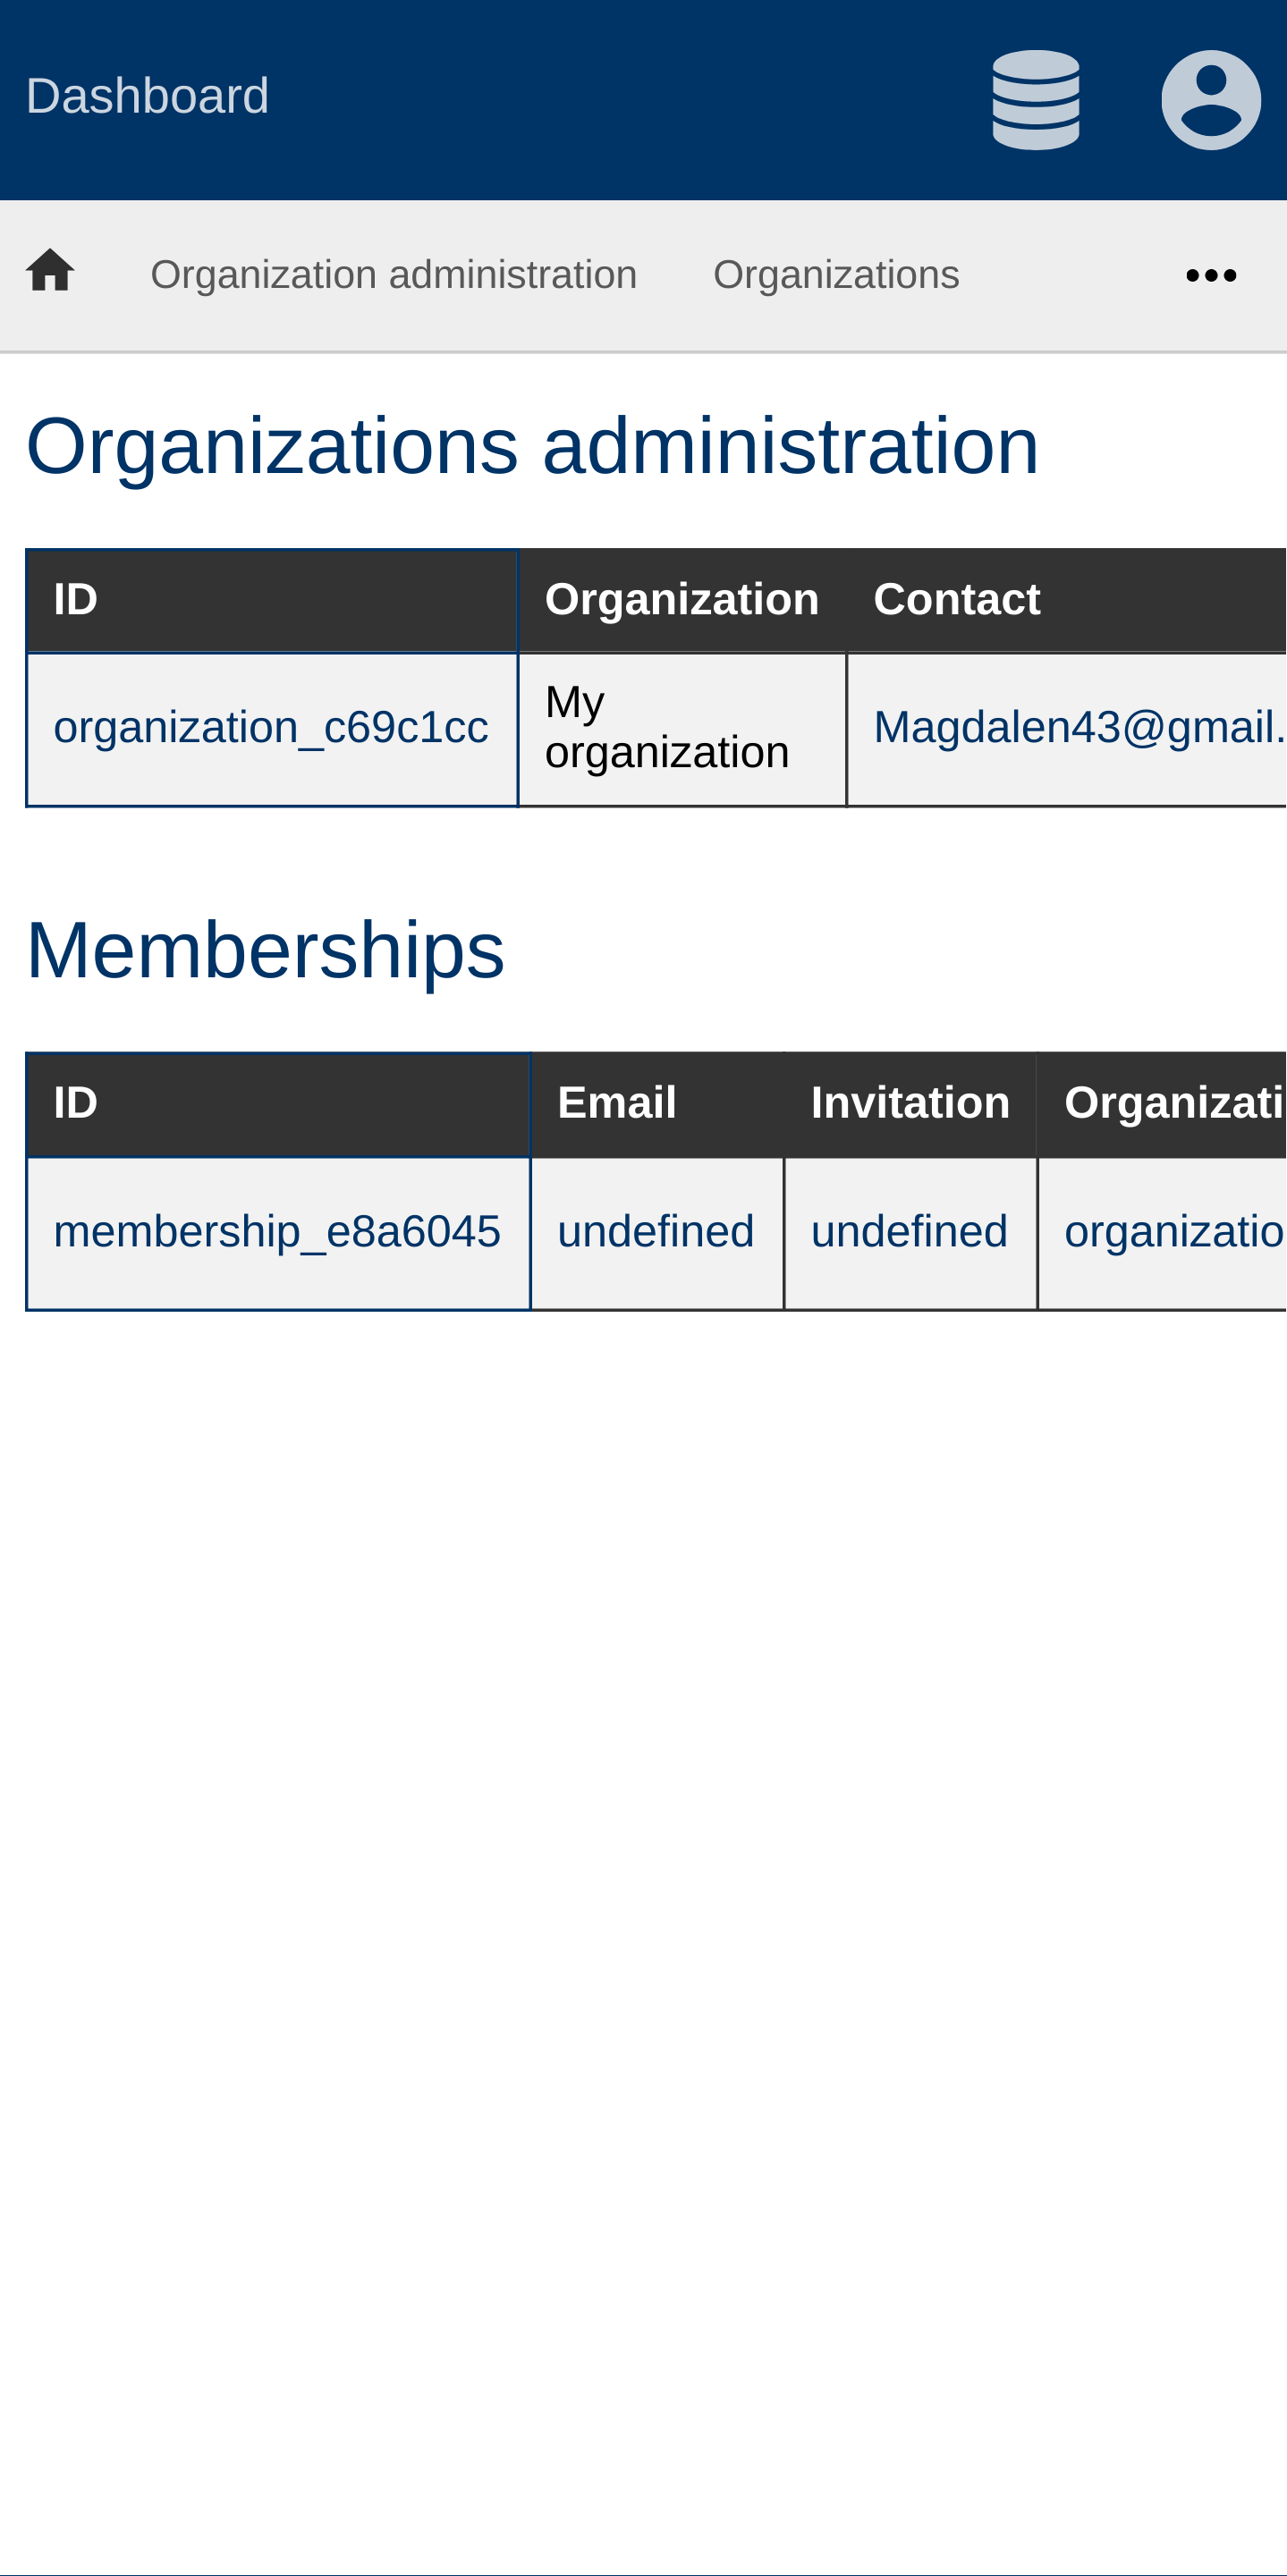 Dashboard
Organization administration Organizations
Organizations administration
ID Organization Contact
organization_c69c1cc My organization Magdalen43@gmail.
Memberships
ID Email Invitation Organizati
membership_e8a6045 undefined undefined organizatio